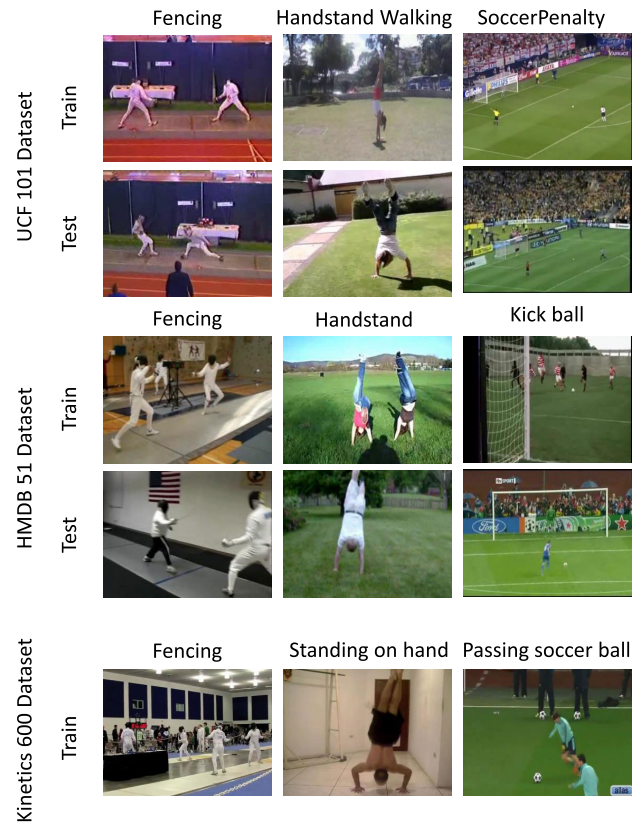 Fencing Handstand Walking SoccerPenalty
UCF 101 Dataset
Train
Test
Fencing Handstand Kick ball
HMDB 51 Dataset
Train
Test
Ford
Fencing Standing on hand Passing soccer ball
Kinetics 600 Dataset
Train